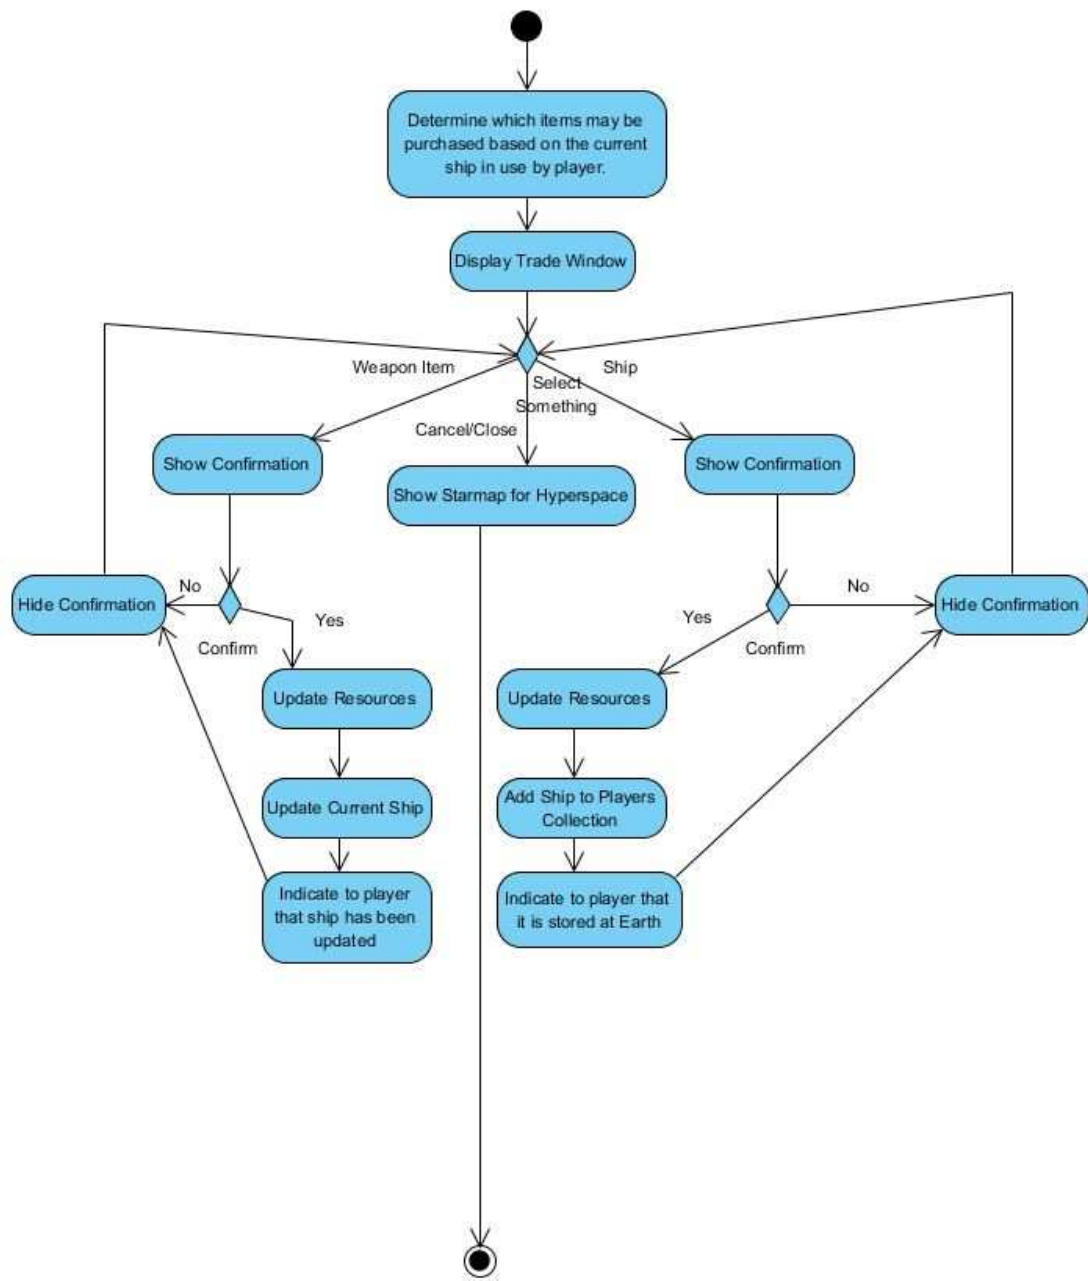 Determine which items may be
purchased based on the current
ship in use by player.
Display Trade Window
Weapon Item
Ship
Select
Something
Cancel/Close
Show Confirmation
Show Starmap for Hyperspace
Show Confirmation
Hide Confirmation
No
Yes
Confirm
Yes
No
Confirm
Hide Confirmation
Update Resources
Update Resources
Update Current Ship
Add Ship to Players
Collection
Indicate to player
that ship has been
updated
Indicate to player that
it is stored at Earth